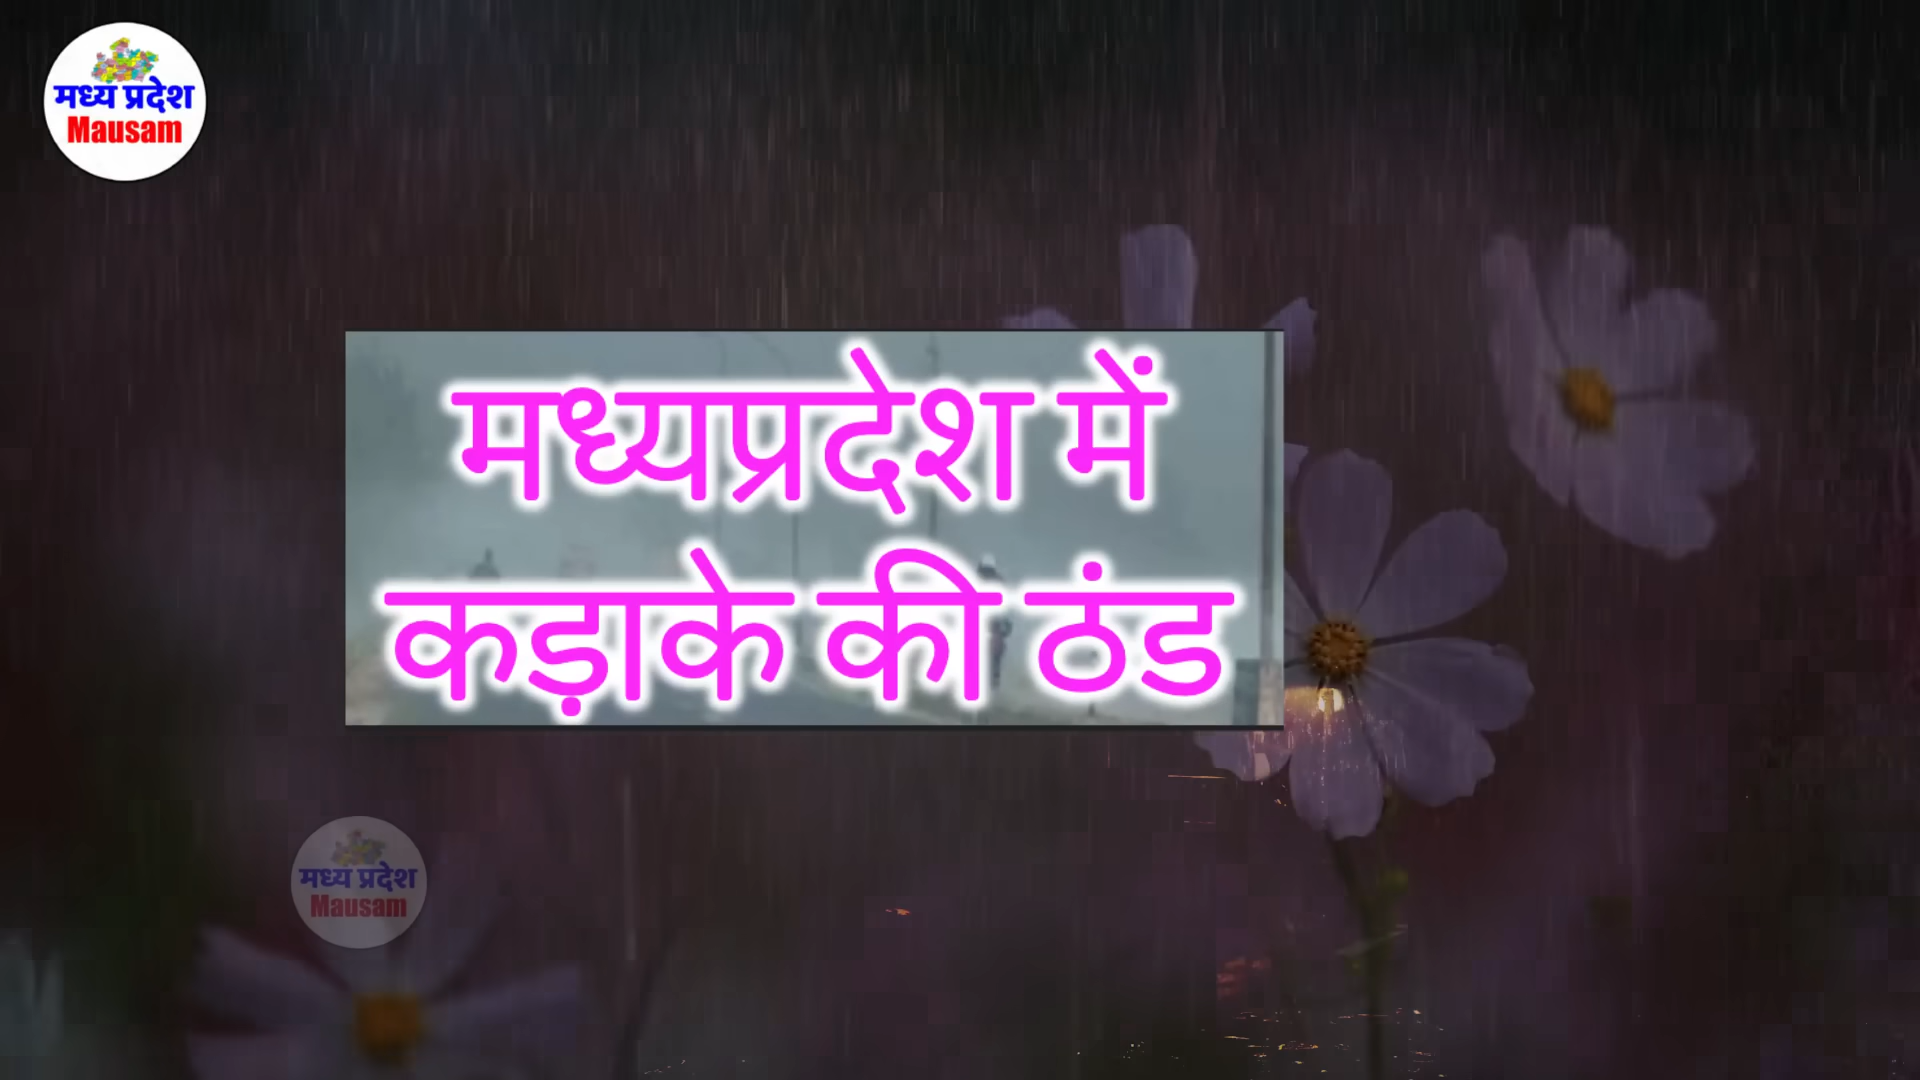 मध्य प्रदेश
Mausam
मध्यप्रदेश में
कड़ाके की ठंड
मध्य प्रदेश
Mausam